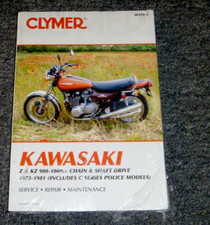 CLYMER
KAWASAKI
Z & KZ 900-1000cc CHAIN & SHAFT DRIVE
1973-1981 (INCLUDES C SERIES POLICE MODELS)
SERVICE • REPAIR • MAINTENANCE